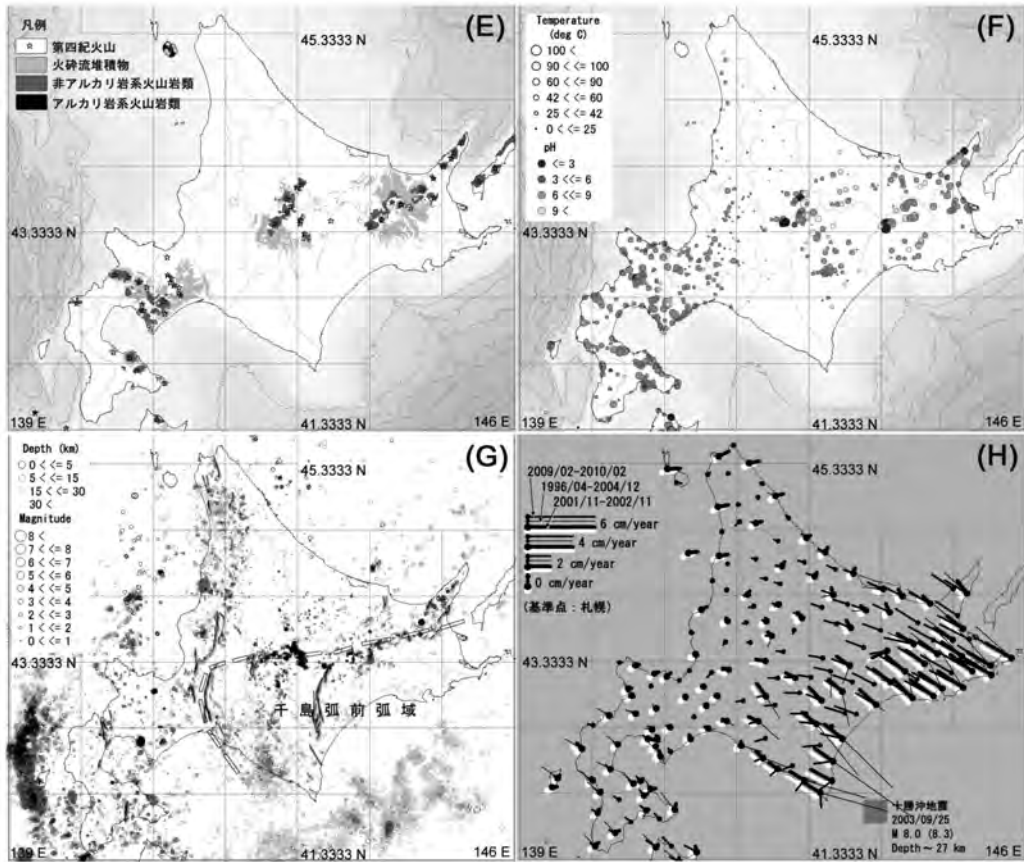 (E)
凡例
第四紀火山
火砕流堆積物
非アルカリ岩系火山岩類
アルカリ岩系火山岩類
45.3333 N
43.3333 N
139 E
41.3333 N
146 E
(F)
Temperature
(deg C)
100 <
90 <<= 100
60 <<= 90
42 <<= 60
25 <<= 42
0 <<= 25
pH
<= 3
3 <<= 6
6 <<= 9
9 <
45.3333 N
43.3333 N
139 E
41.3333 N
146 E
(G)
Depth (km)
0 <<= 5
5 <<= 15
15 <<= 30
30 <
Magnitude
8 <
7 <<= 8
6 <<= 7
5 <<= 6
4 <<= 5
3 <<= 4
2 <<= 3
1 <<= 2
0 <<= 1
45.3333 N
43.3333 N
千島弧前弧域
139 E
41.3333 N
146 E
(H)
2009/02-2010/02
1996/04-2004/12
2001/11-2002/11
6 cm/year
4 cm/year
2 cm/year
0 cm/year
(基準点:札幌)
45.3333 N
43.3333 N
十勝沖地震
2003/09/25
M 8.0 (8.3)
Depth~ 27 km
139 E
41.3333 N
146 E